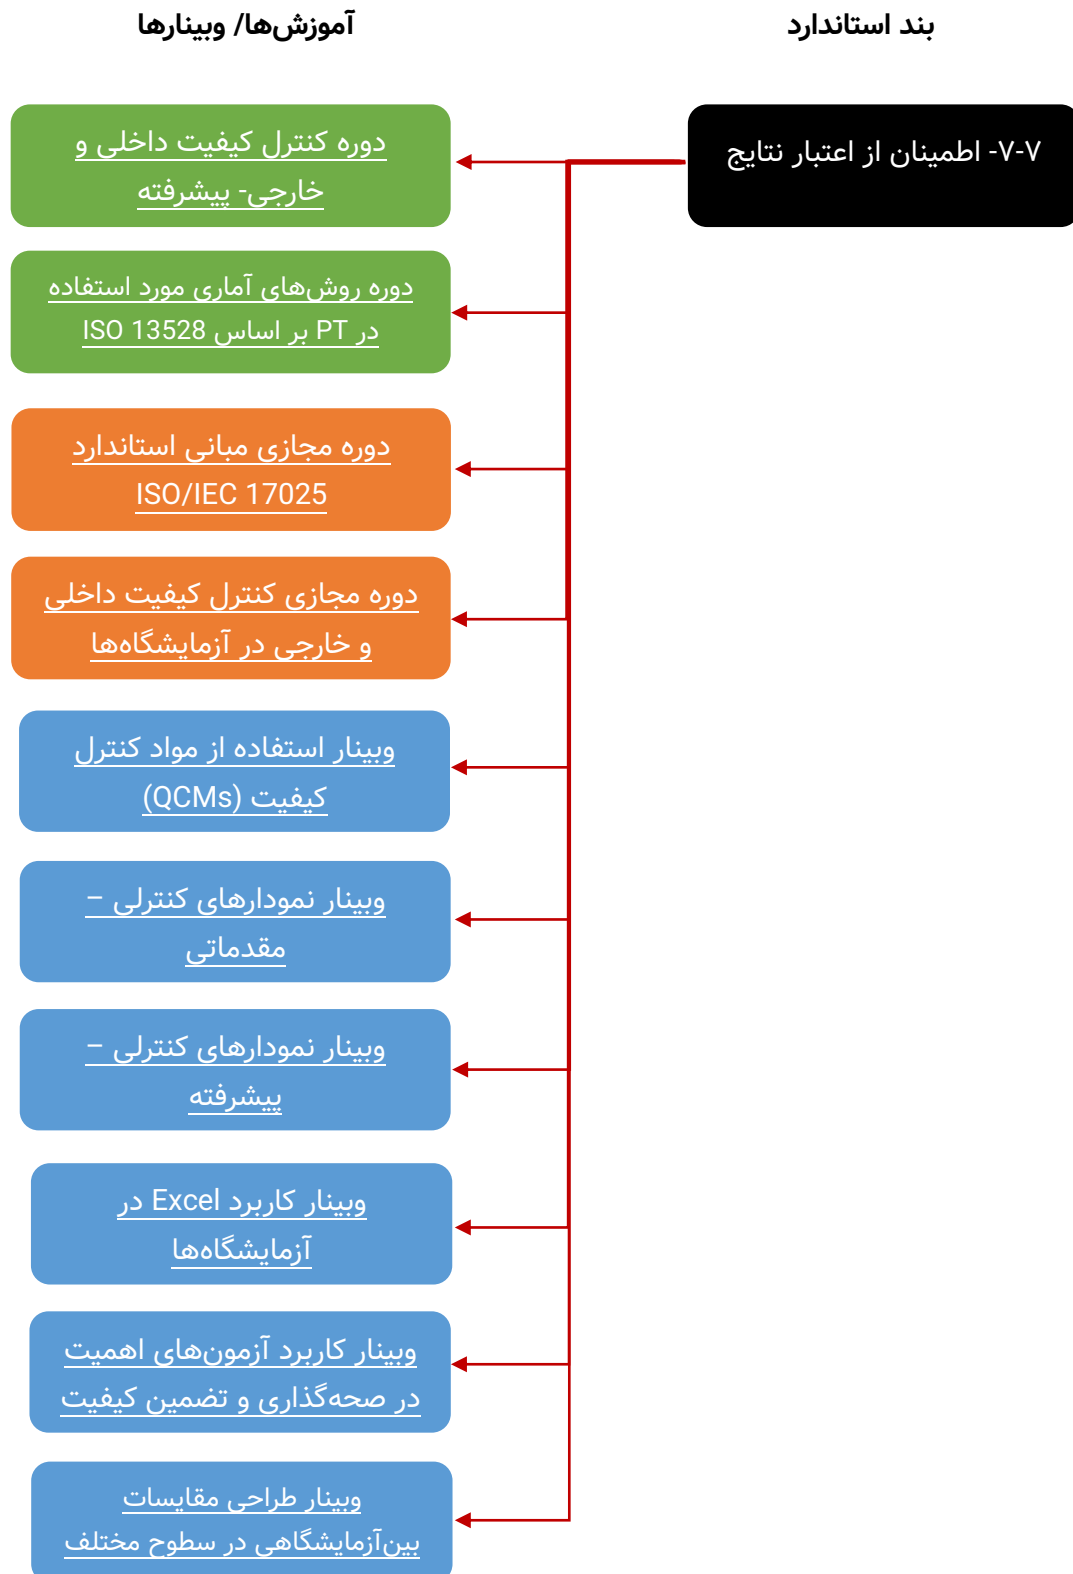 بند استاندارد
آموزش‌ها/ وبینارها
۷-۷- اطمینان از اعتبار نتایج
دوره کنترل کیفیت داخلی و
خارجی- پیشرفته
دوره روش‌های آماری مورد استفاده
در PT بر اساس ISO 13528
دوره مجازی مبانی استاندارد
ISO/IEC 17025
دوره مجازی کنترل کیفیت داخلی
و خارجی در آزمایشگاه‌ها
وبینار استفاده از مواد کنترل
کیفیت (QCMs)
وبینار نمودارهای کنترلی –
مقدماتی
وبینار نمودارهای کنترلی –
پیشرفته
وبینار کاربرد Excel در
آزمایشگاه‌ها
وبینار کاربرد آزمون‌های اهمیت
در صحه‌گذاری و تضمین کیفیت
وبینار طراحی مقایسات
بین‌آزمایشگاهی در سطوح مختلف